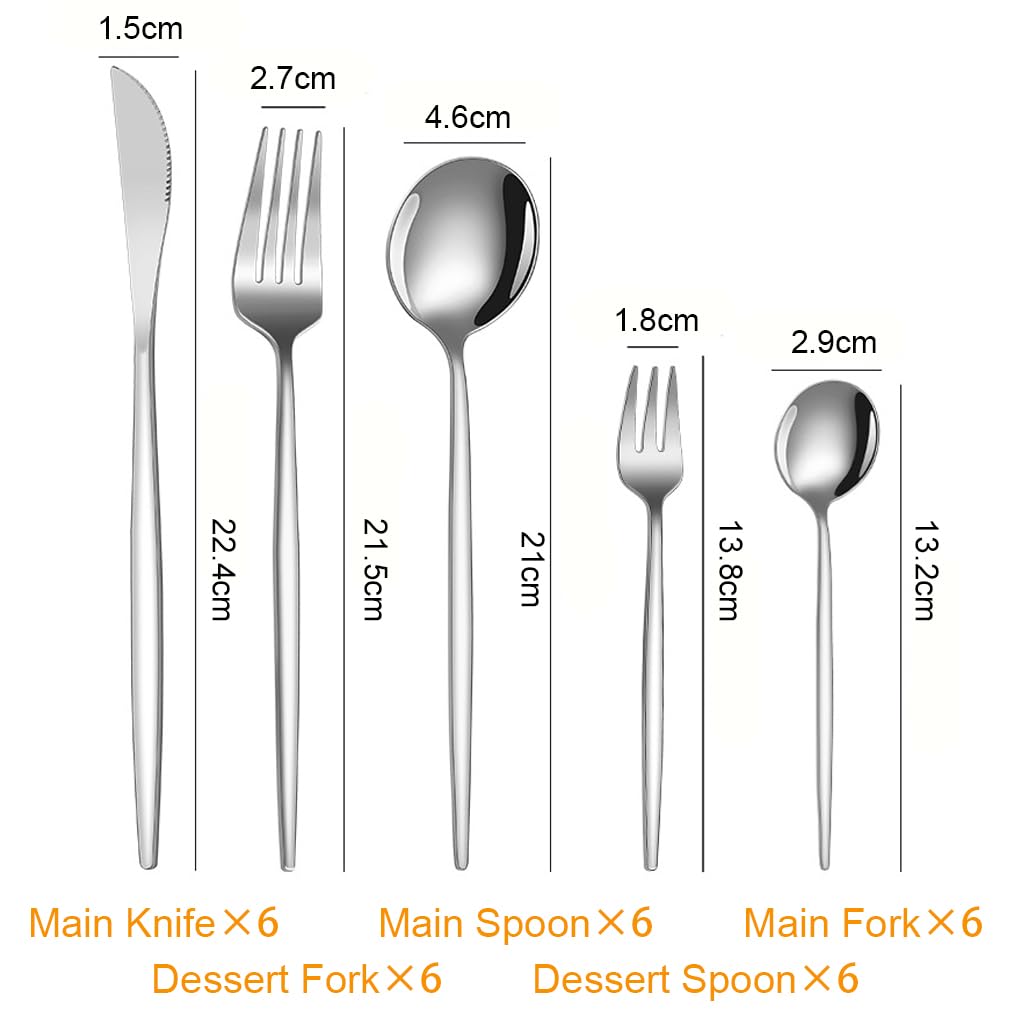 1.5cm
2.7cm
4.6cm
1.8cm
2.9cm
22.4cm
21.5cm
21cm
13.8cm
13.2cm
Main Knife×6
Main Spoon×6
Main Fork×6
Dessert Fork×6
Dessert Spoon×6